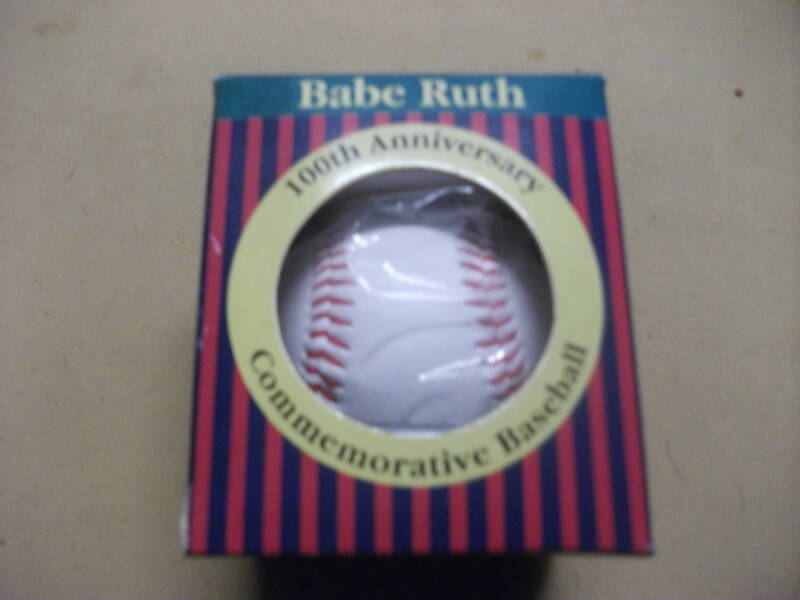 Babe Ruth
100th Anniversary
Commemorative Baseball